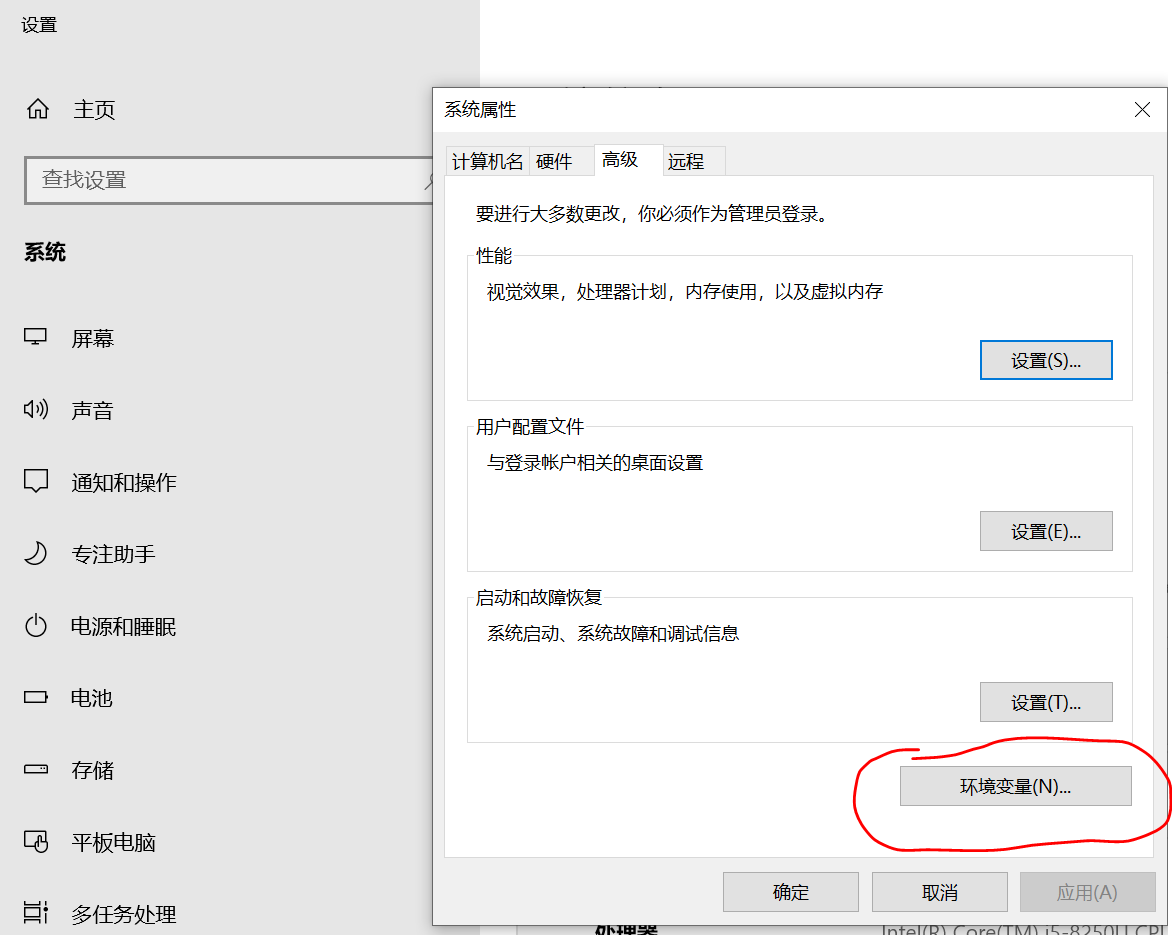 设置
主页
查找设置
系统
屏幕
声音
通知和操作
专注助手
电源和睡眠
电池
存储
平板电脑
多任务处理
系统属性
计算机名 硬件 高级 远程
要进行大多数更改，你必须作为管理员登录。
性能
视觉效果，处理器计划，内存使用，以及虚拟内存
设置(S)...
用户配置文件
与登录帐户相关的桌面设置
设置(E)...
启动和故障恢复
系统启动、系统故障和调试信息
设置(T)...
环境变量(N)...
确定 取消 应用(A)
处理器 Intel(R) Core(TM) i5-8250U CPU